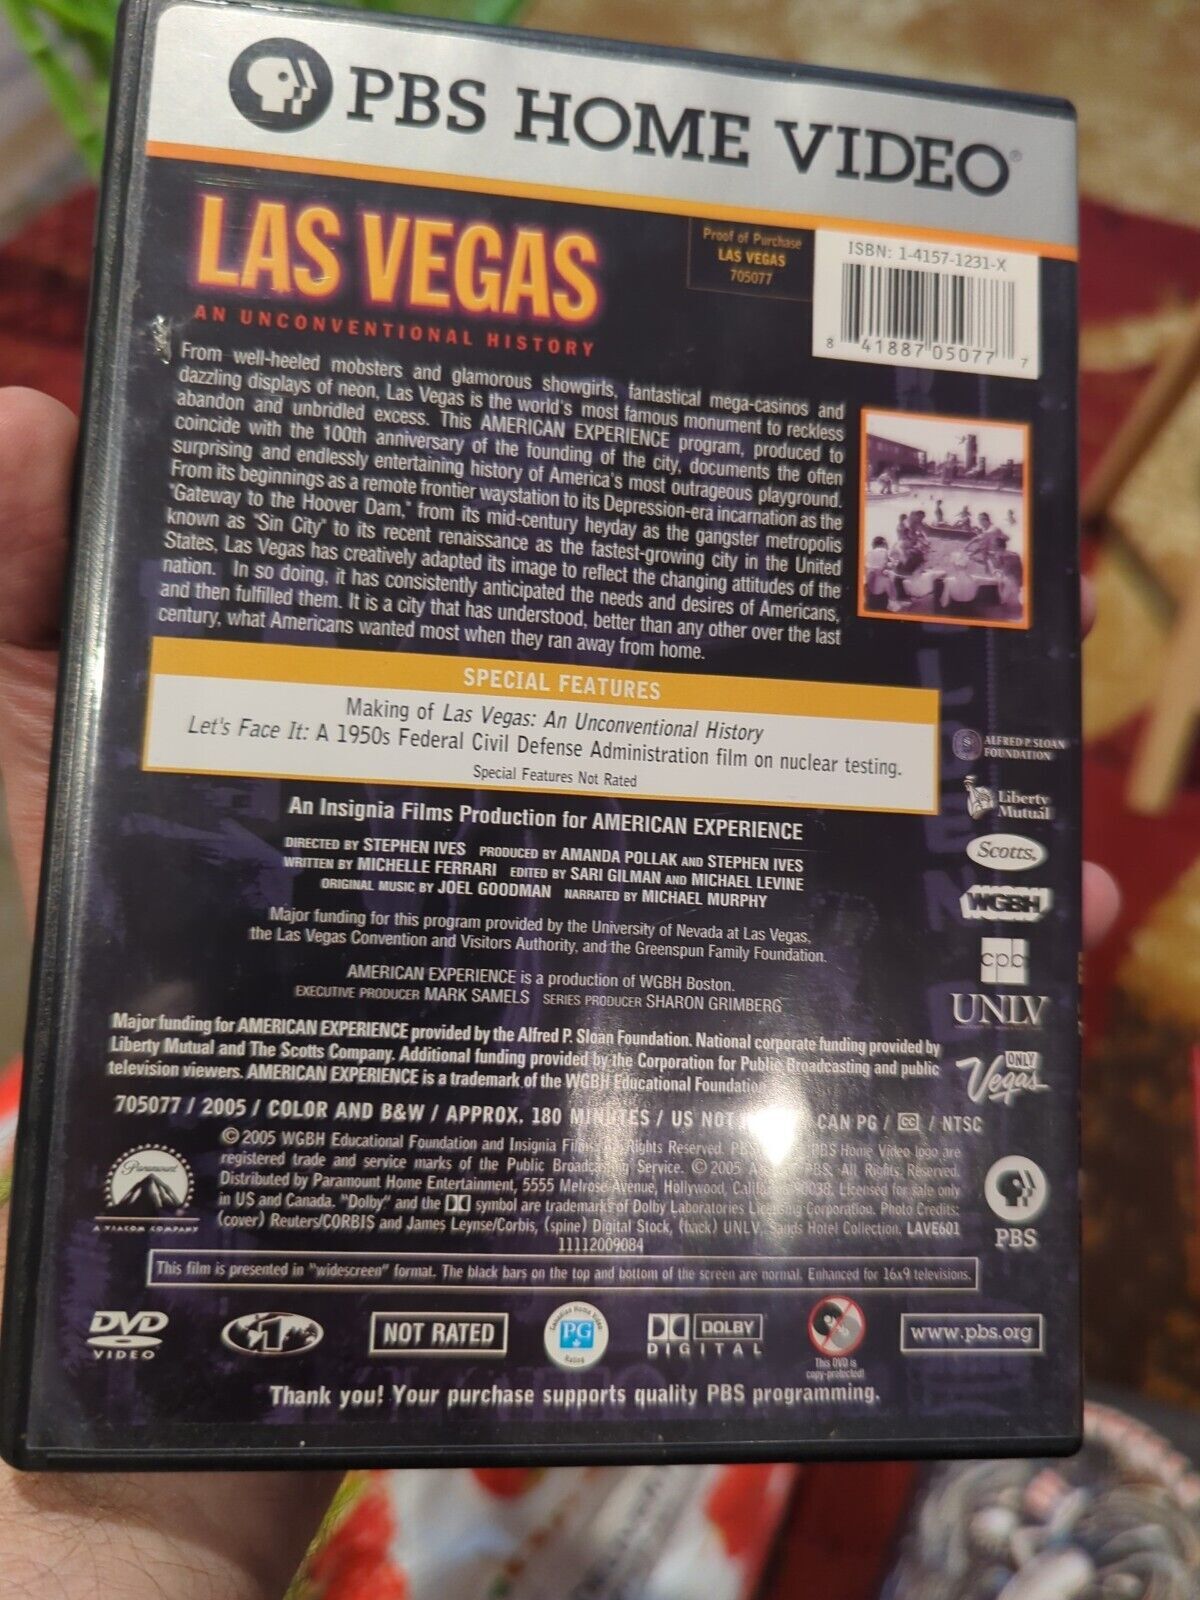 PBS HOME VIDEO®
LAS VEGAS
AN UNCONVENTIONAL HISTORY
Proof of Purchase
LAS VEGAS
705077
ISBN: 1-4157-1231-X
8 41887 05077 7
From well-heeled mobsters and glamorous showgirls, fantastical mega-casinos and
dazzling displays of neon, Las Vegas is the world's most famous monument to reckless
abandon and unbridled excess. This AMERICAN EXPERIENCE program, produced to
coincide with the 100th anniversary of the founding of the city, documents the often
surprising and endlessly entertaining history of America's most outrageous playground.
From its beginnings as a remote frontier waystation to its Depression-era incarnation as the
"Gateway to the Hoover Dam," from its mid-century heyday as the gangster metropolis
known as "Sin City" to its recent renaissance as the fastest-growing city in the United
States, Las Vegas has creatively adapted its image to reflect the changing attitudes of the
nation. In so doing, it has consistently anticipated the needs and desires of Americans,
and then fulfilled them. It is a city that has understood, better than any other over the last
century, what Americans wanted most when they ran away from home.
SPECIAL FEATURES
Making of Las Vegas: An Unconventional History
Let's Face It: A 1950s Federal Civil Defense Administration film on nuclear testing.
Special Features Not Rated
An Insignia Films Production for AMERICAN EXPERIENCE
DIRECTED BY STEPHEN IVES PRODUCED BY AMANDA POLLAK AND STEPHEN IVES
WRITTEN BY MICHELLE FERRARI EDITED BY SARI GILMAN AND MICHAEL LEVINE
ORIGINAL MUSIC BY JOEL GOODMAN NARRATED BY MICHAEL MURPHY
Major funding for this program provided by the University of Nevada at Las Vegas,
the Las Vegas Convention and Visitors Authority, and the Greenspun Family Foundation.
AMERICAN EXPERIENCE is a production of WGBH Boston.
EXECUTIVE PRODUCER MARK SAMELS SERIES PRODUCER SHARON GRIMBERG
Major funding for AMERICAN EXPERIENCE provided by the Alfred P. Sloan Foundation. National corporate funding provided by
Liberty Mutual and The Scotts Company. Additional funding provided by the Corporation for Public Broadcasting and public
television viewers. AMERICAN EXPERIENCE is a trademark of the WGBH Educational Foundation
ALFRED P. SLOAN
FOUNDATION
Liberty
Mutual
Scotts.
WGBH
cpb
UNLV
ONLY
Vegas
705077 / 2005 / COLOR AND B&W / APPROX. 180 MINUTES / US NOT CAN PG / CC / NTSC
© 2005 WGBH Educational Foundation and Insignia Films. Rights Reserved. PBS Home Video logo are
registered trade and service marks of the Public Broadcasting Service. © 2005 PBS. All Rights Reserved.
Distributed by Paramount Home Entertainment, 5555 Melrose Avenue, Hollywood, California 90038. Licensed for sale only
in US and Canada. "Dolby" and the symbol are trademarks of Dolby Laboratories Licensing Corporation. Photo Credits:
(cover) Reuters/CORBIS and James Leynse/Corbis, (spine) Digital Stock, (back) UNLV, Sands Hotel Collection. LAVE601
11112009084
Paramount
A VIACOM COMPANY
PBS
This film is presented in "widescreen" format. The black bars on the top and bottom of the screen are normal. Enhanced for 16x9 televisions.
DVD
VIDEO
1
NOT RATED
Canadian Home Video
PG
Rated
DOLBY
DIGITAL
This DVD is
copy-protected!
www.pbs.org
Thank you! Your purchase supports quality PBS programming.